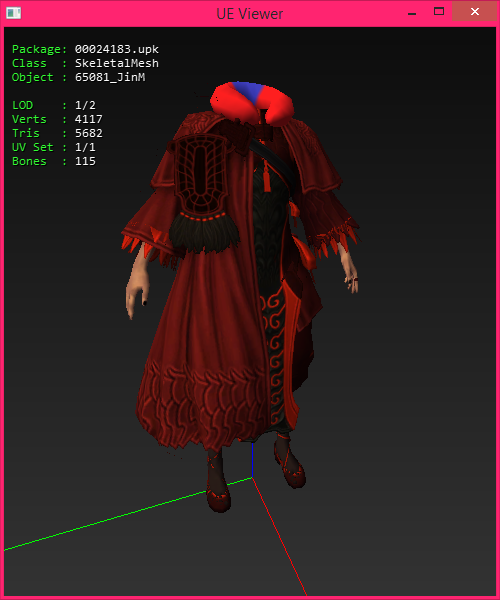 UE Viewer
Package: 00024183.upk
Class : SkeletalMesh
Object : 65081_JinM
LOD : 1/2
Verts : 4117
Tris : 5682
UV Set : 1/1
Bones : 115